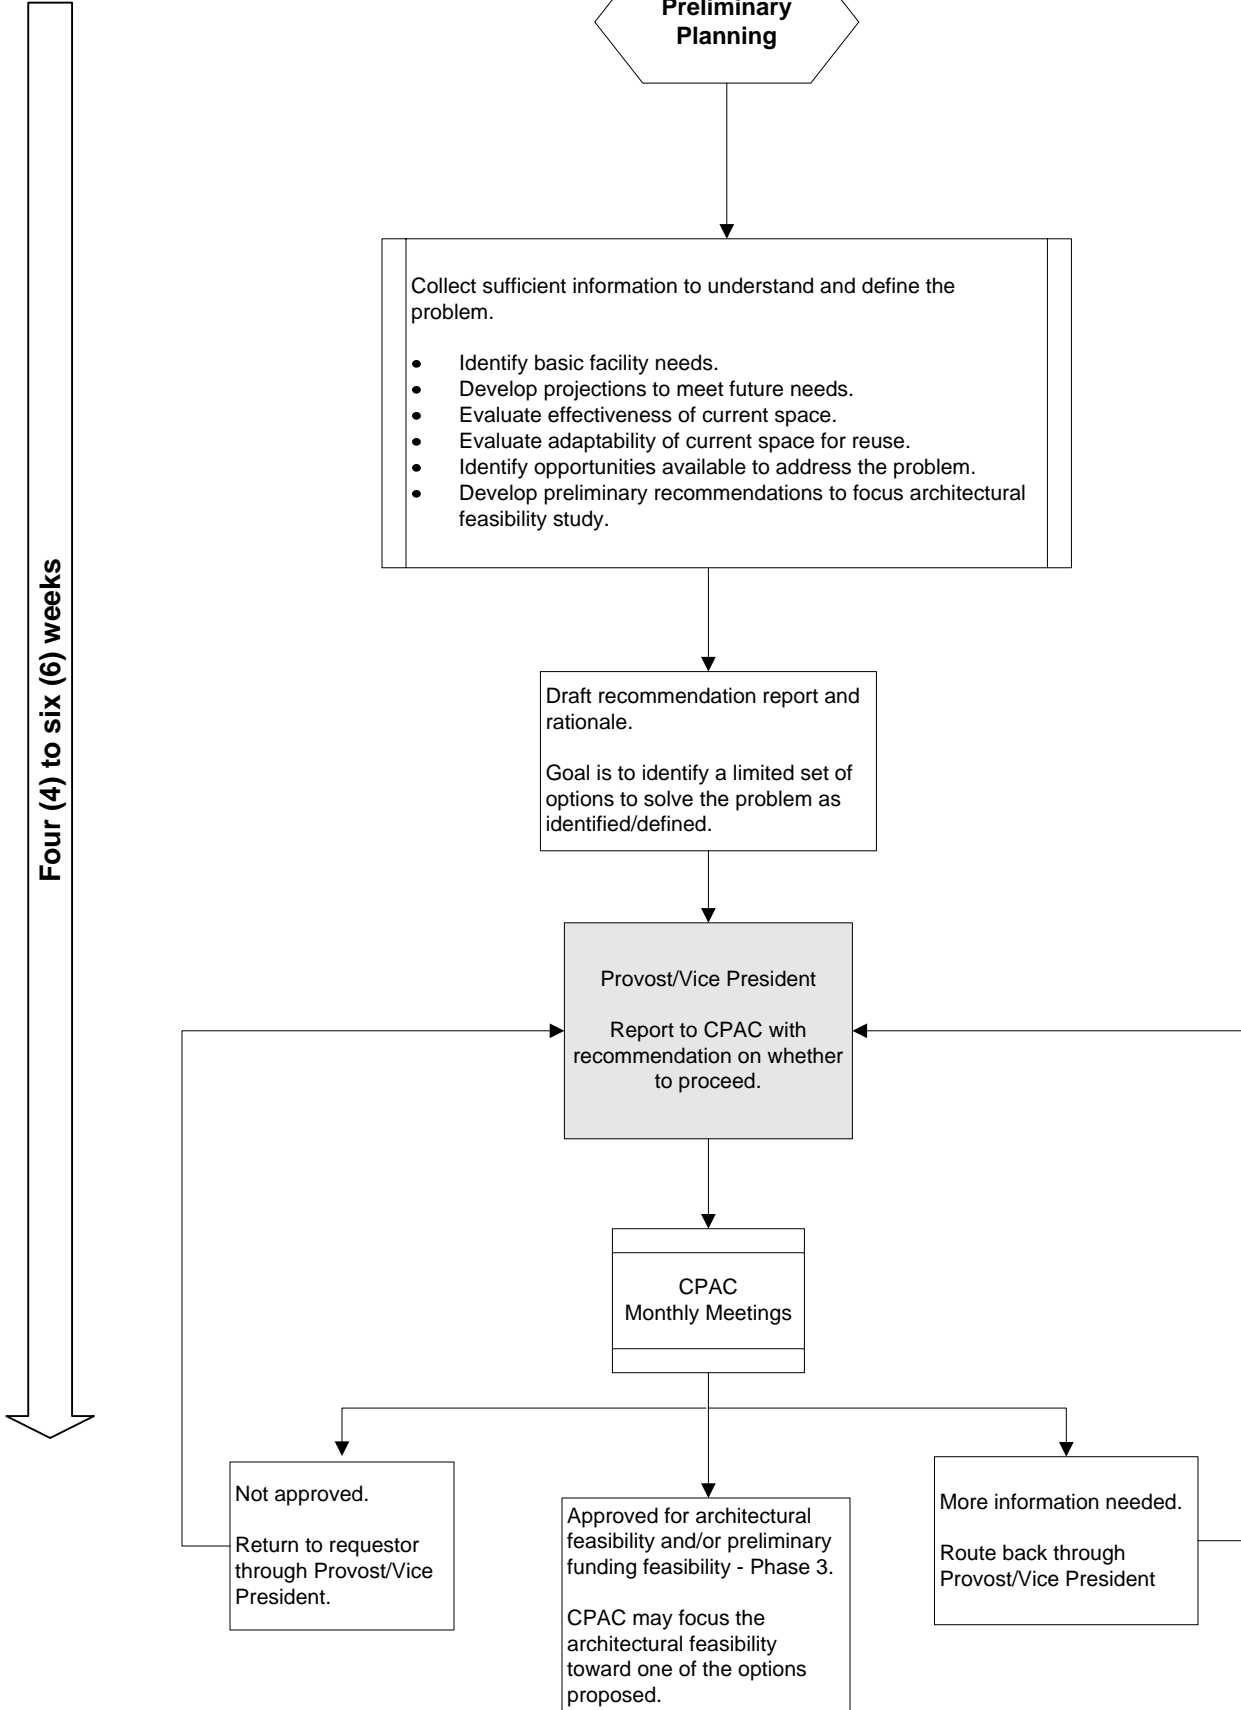 Preliminary
Planning
Four (4) to six (6) weeks
Collect sufficient information to understand and define the
problem.
• Identify basic facility needs.
• Develop projections to meet future needs.
• Evaluate effectiveness of current space.
• Evaluate adaptability of current space for reuse.
• Identify opportunities available to address the problem.
• Develop preliminary recommendations to focus architectural
feasibility study.
Draft recommendation report and
rationale.
Goal is to identify a limited set of
options to solve the problem as
identified/defined.
Provost/Vice President
Report to CPAC with
recommendation on whether
to proceed.
CPAC
Monthly Meetings
Not approved.
Return to requestor
through Provost/Vice
President.
Approved for architectural
feasibility and/or preliminary
funding feasibility - Phase 3.
CPAC may focus the
architectural feasibility
toward one of the options
proposed.
More information needed.
Route back through
Provost/Vice President